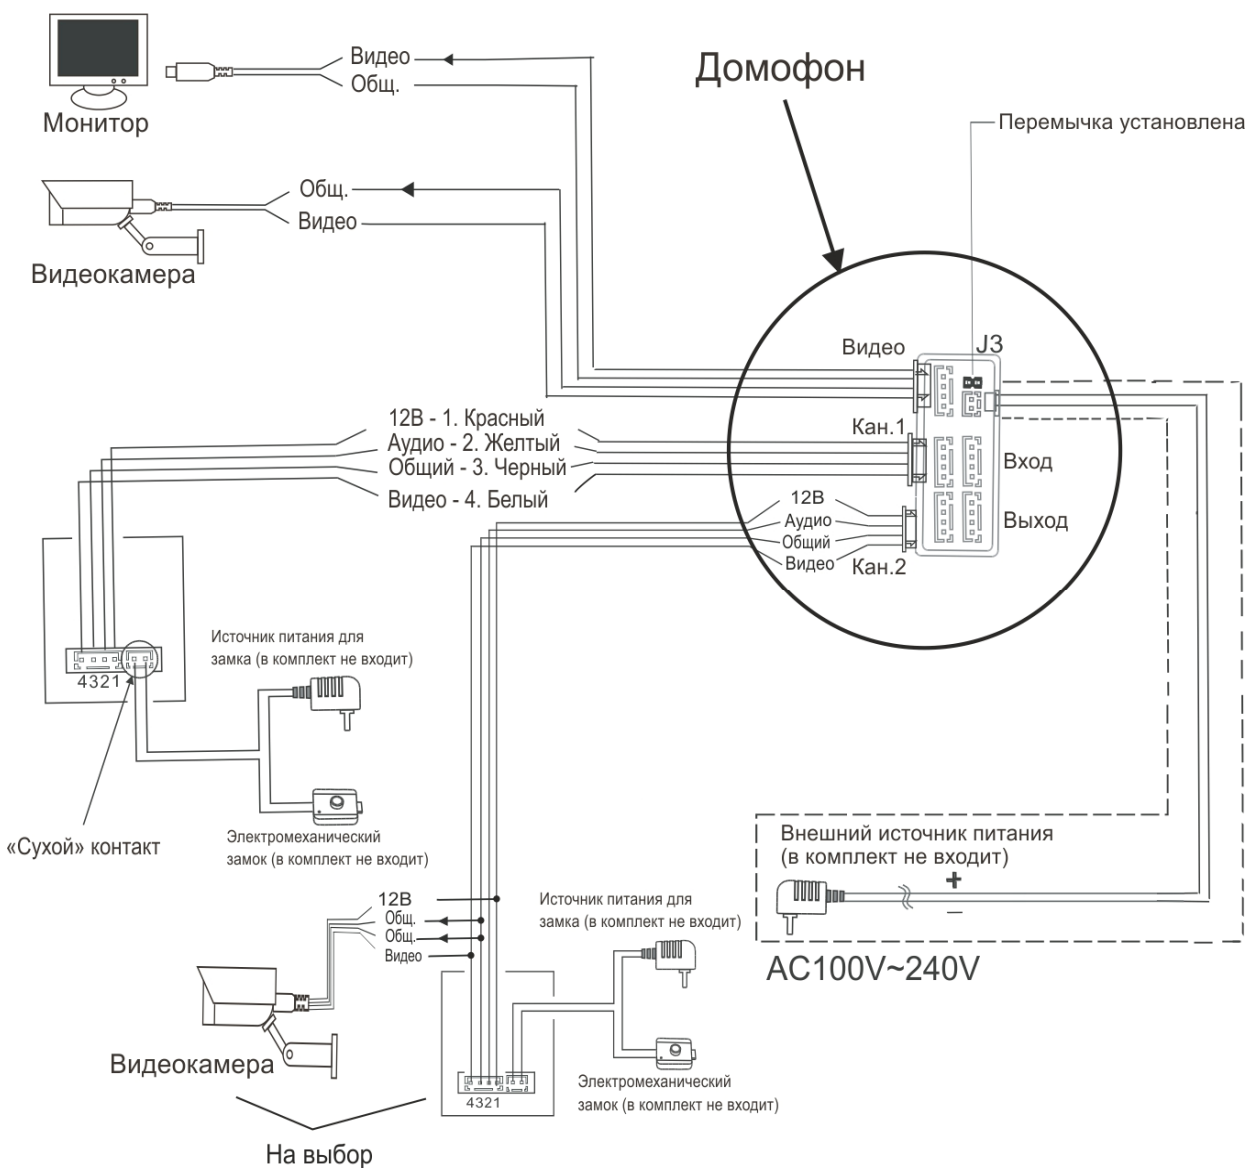 Домофон
Видео
Общ.
Монитор
Перемычка установлена
Общ.
Видео
Видеокамера
Видео
J3
12В - 1. Красный
Аудио - 2. Желтый
Общий - 3. Черный
Видео - 4. Белый
Кан.1
Вход
12В
Аудио
Общий
Видео
Выход
Кан.2
Источник питания для
замка (в комплект не входит)
4321
«Сухой» контакт
Электромеханический
замок (в комплект не входит)
Внешний источник питания
(в комплект не входит)
+
–
AC100V~240V
12В
Общ.
Общ.
Видео
Источник питания для
замка (в комплект не входит)
Видеокамера
4321
Электромеханический
замок (в комплект не входит)
На выбор